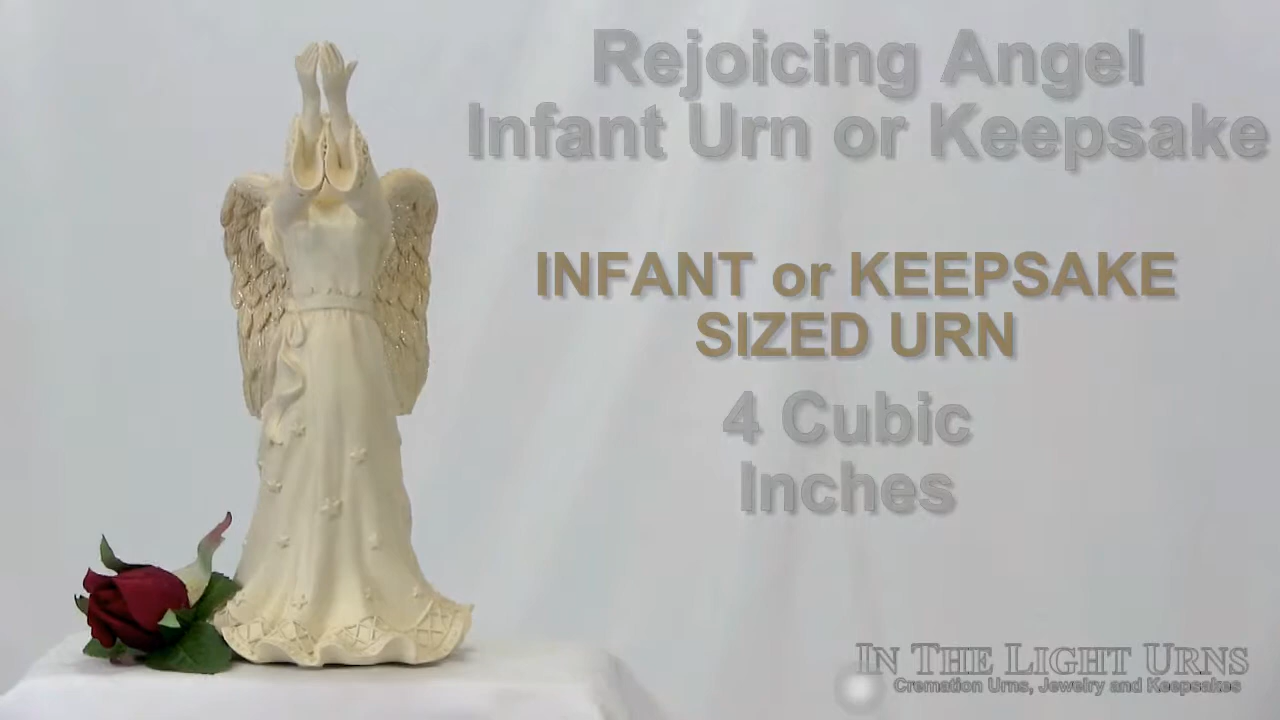 Rejoicing Angel
Infant Urn or Keepsake
INFANT or KEEPSAKE
SIZED URN
4 Cubic
Inches
IN THE LIGHT URNS
Cremation Urns, Jewelry and Keepsakes